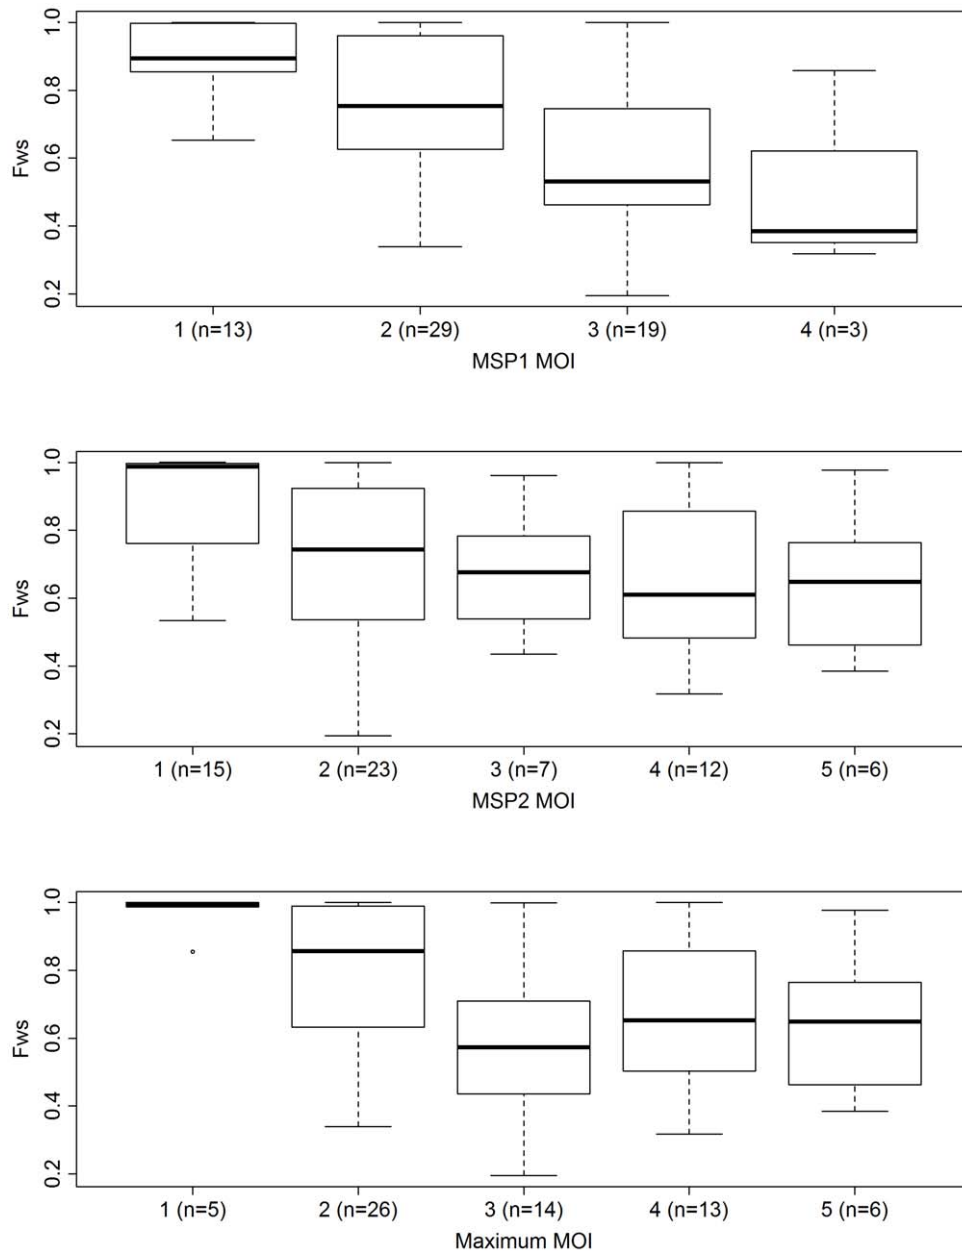 1.0
0.8
0.6
0.4
0.2
Fws
1 (n=13) 2 (n=29) 3 (n=19) 4 (n=3)
MSP1 MOI
1.0
0.8
0.6
0.4
0.2
Fws
1 (n=15) 2 (n=23) 3 (n=7) 4 (n=12) 5 (n=6)
MSP2 MOI
1.0
0.8
0.6
0.4
0.2
Fws
1 (n=5) 2 (n=26) 3 (n=14) 4 (n=13) 5 (n=6)
Maximum MOI